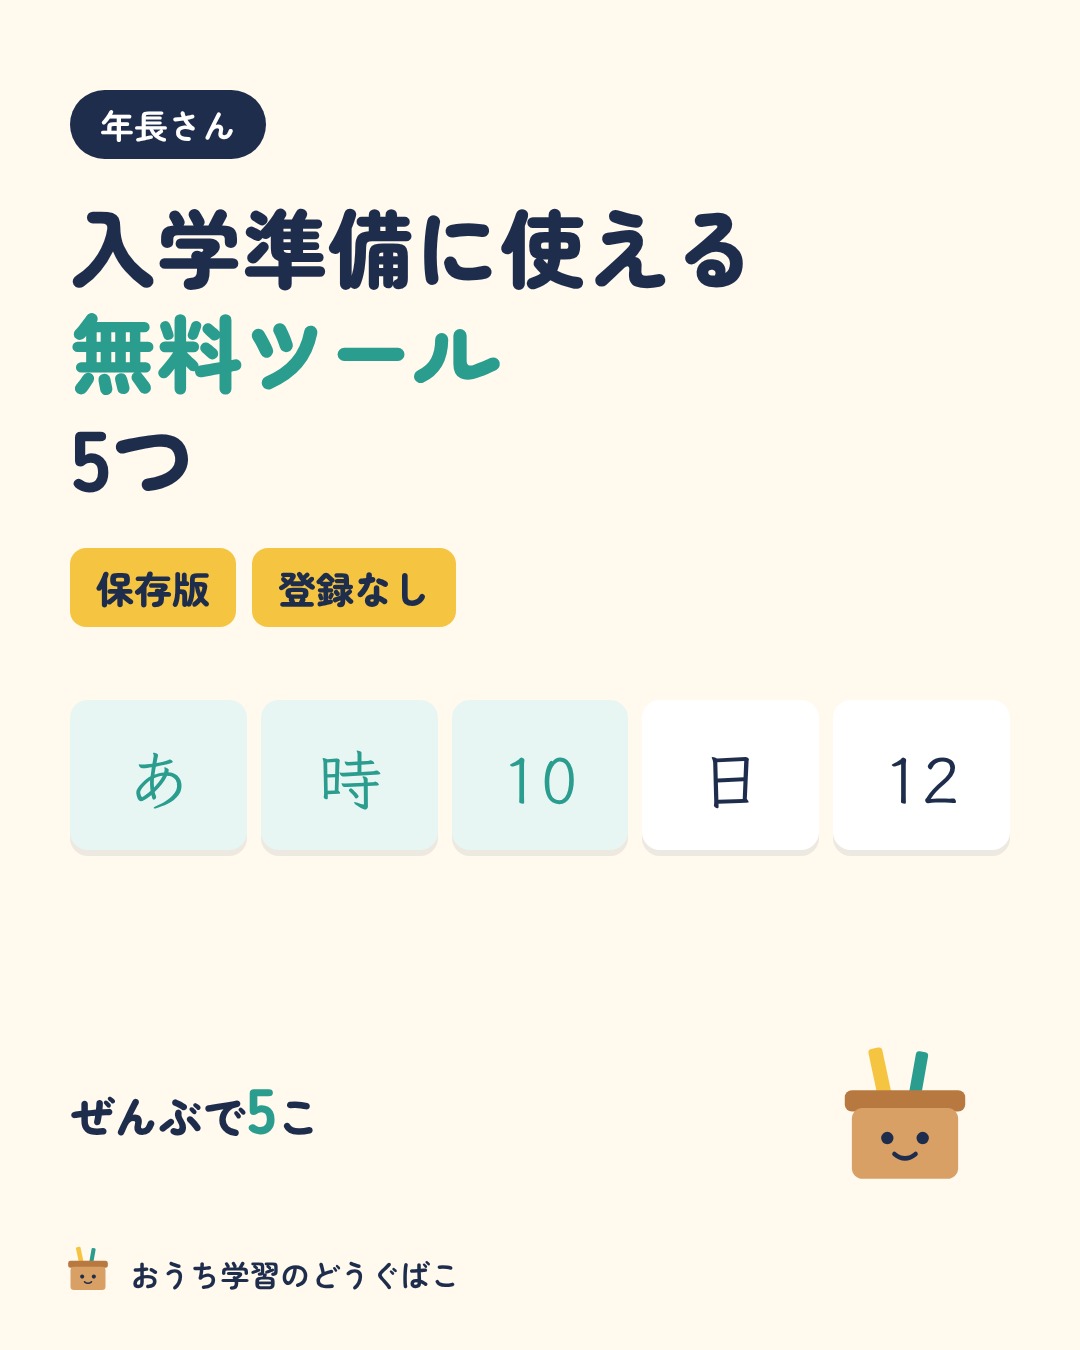 年長さん
入学準備に使える
無料ツール
5つ
保存版 登録なし
あ 時 10 日 12
ぜんぶで5こ
おうち学習のどうぐばこ